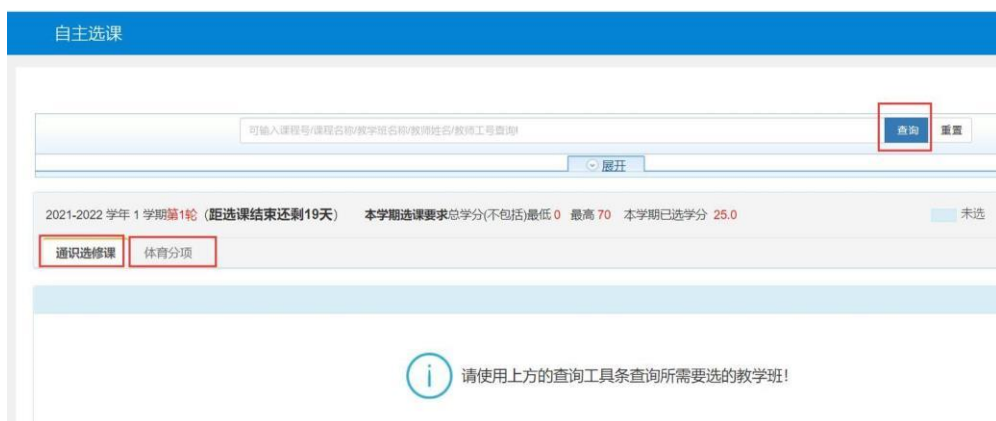 自主选课
可输入课程号/课程名称/教学班名称/教师姓名/教师工号查询!
查询 重置
展开
2021-2022 学年 1 学期第1轮（距选课结束还剩19天） 本学期选课要求总学分(不包括)最低 0 最高 70 本学期已选学分 25.0 未选
通识选修课 体育分项
请使用上方的查询工具条查询所需要选的教学班！